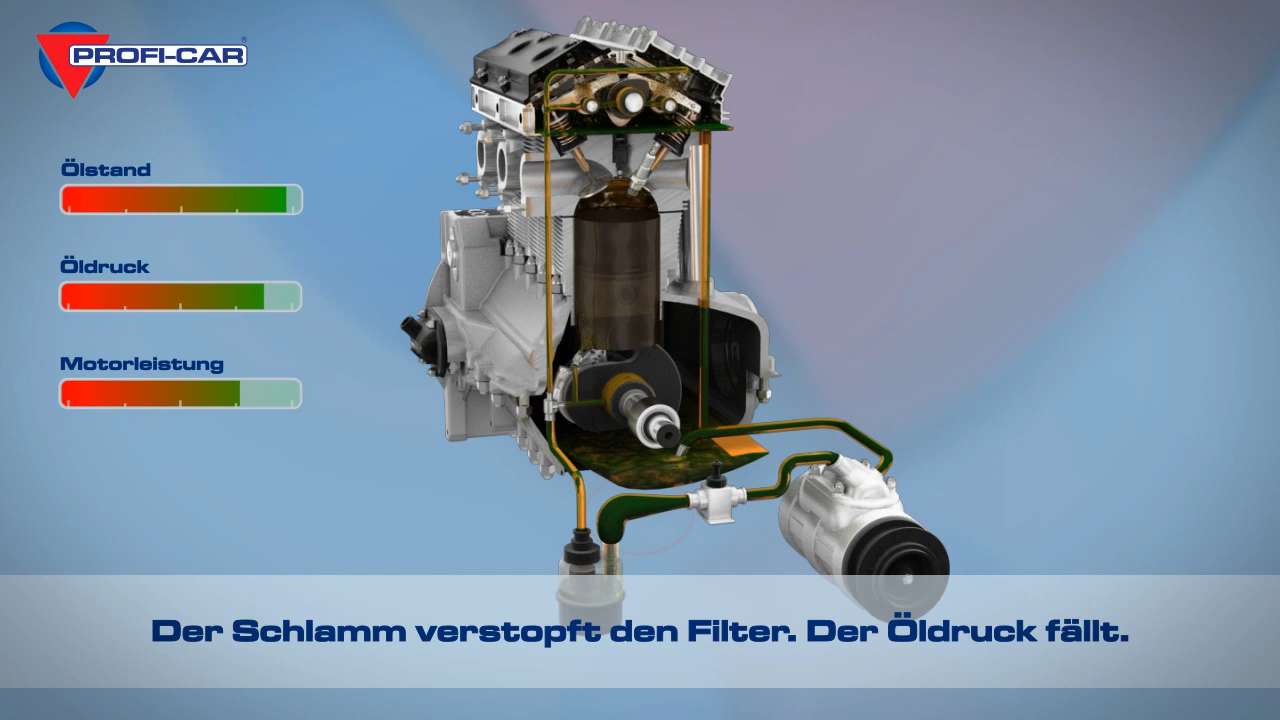 PROFI-CAR®
Ölstand
Öldruck
Motorleistung
Der Schlamm verstopft den Filter. Der Öldruck fällt.